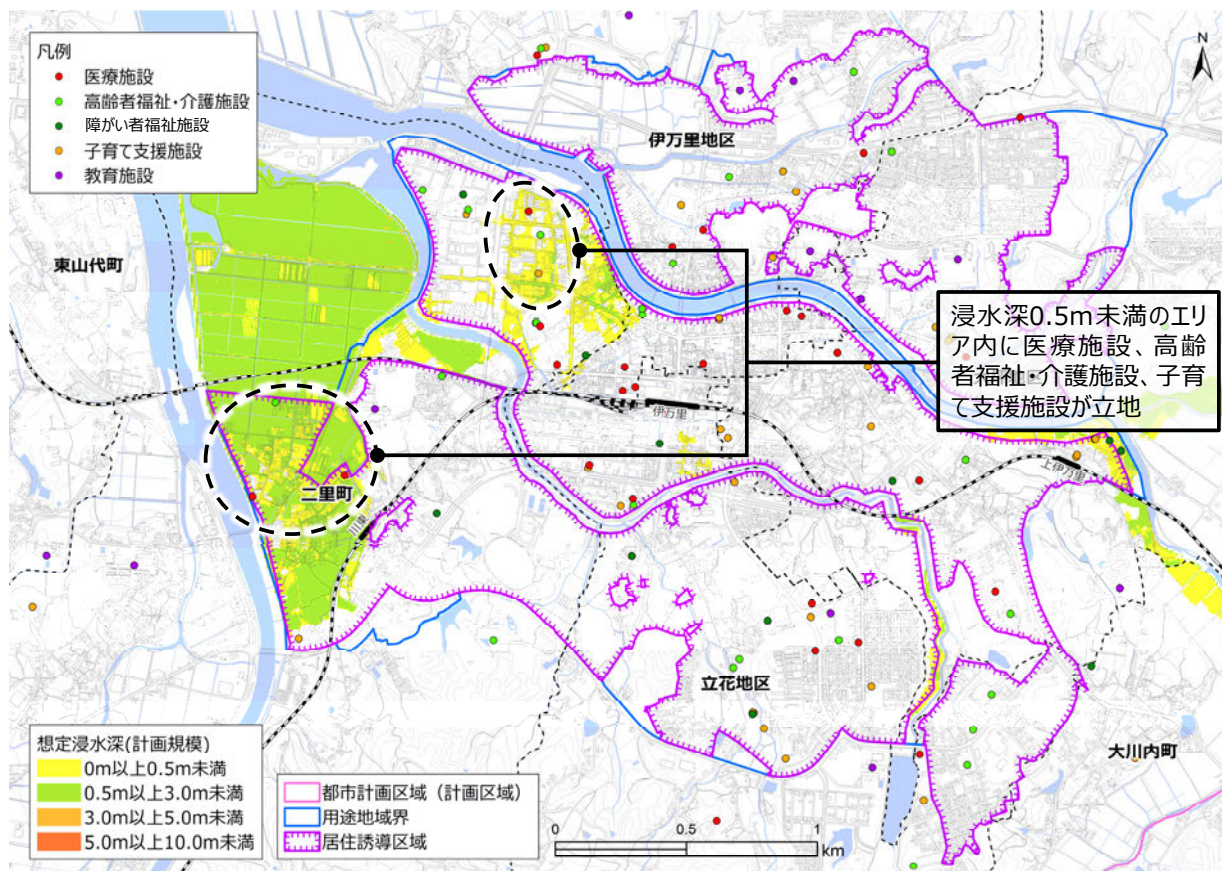 凡例
医療施設
高齢者福祉・介護施設
障がい者福祉施設
子育て支援施設
教育施設
N
伊万里地区
東山代町
浸水深0.5m未満のエリ
ア内に医療施設、高齢
者福祉・介護施設、子育
て支援施設が立地
伊万里
上伊万里
二里町
川東
立花地区
大川内町
想定浸水深(計画規模)
0m以上0.5m未満
0.5m以上3.0m未満
3.0m以上5.0m未満
5.0m以上10.0m未満
都市計画区域（計画区域）
用途地域界
居住誘導区域
0
0.5
1
km